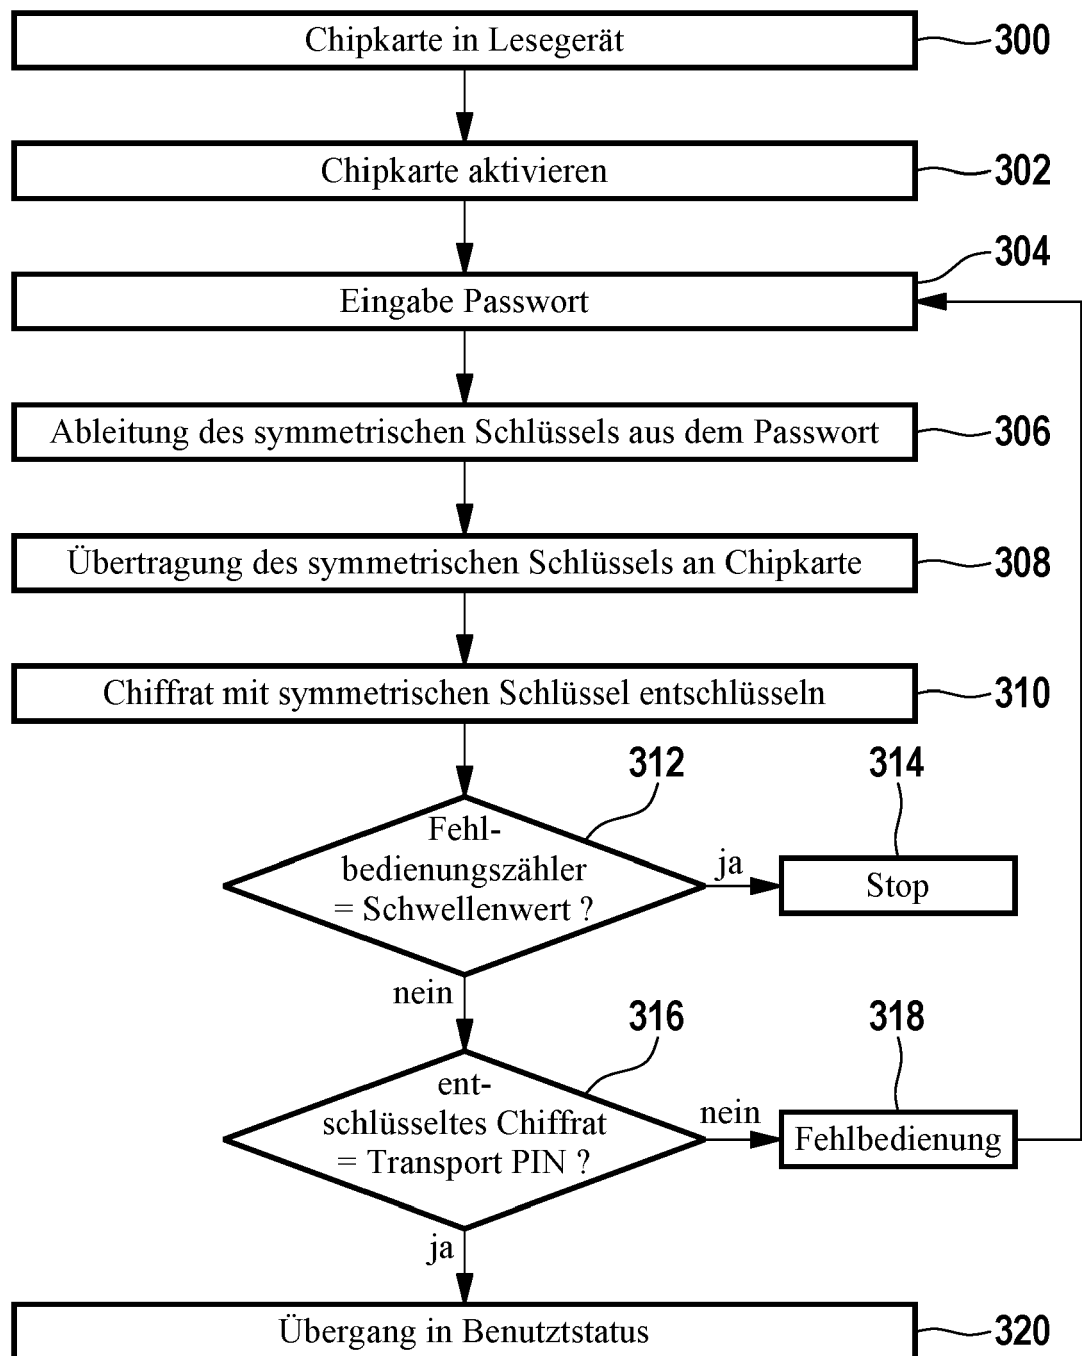 Chipkarte in Lesegerät
300
Chipkarte aktivieren
302
304
Eingabe Passwort
Ableitung des symmetrischen Schlüssels aus dem Passwort
306
Übertragung des symmetrischen Schlüssels an Chipkarte
308
Chiffrat mit symmetrischen Schlüssel entschlüsseln
310
312
314
Fehl-
bedienungszähler
= Schwellenwert ?
ja
Stop
nein
316
318
ent-
schlüsseltes Chiffrat
= Transport PIN ?
nein
Fehlbedienung
ja
Übergang in Benutztstatus
320